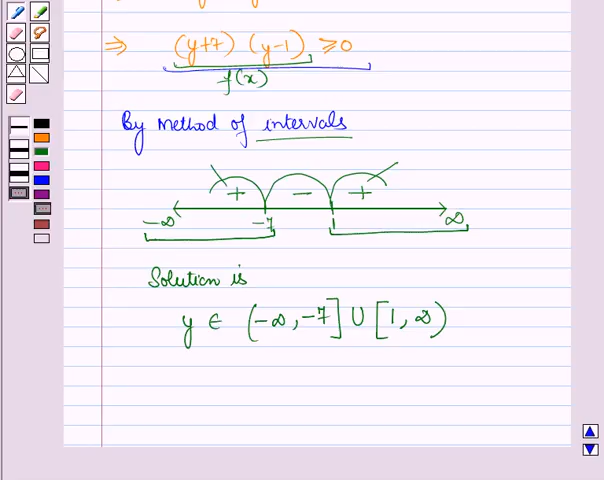 ⇒ (y+7) (y-1) ≥0
f(x)
By Method of intervals
+ - +
-∞ -7 1 ∞
Solution is
y ∈ (-∞, -7] ∪ [1, ∞)